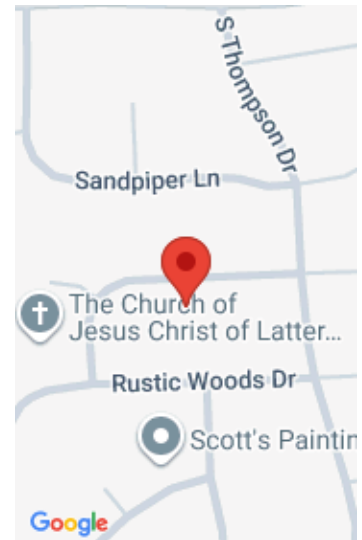 S Thompson Dr
Sandpiper Ln
The Church of
Jesus Christ of Latter...
Rustic Woods Dr
Scott's Paintin
Google